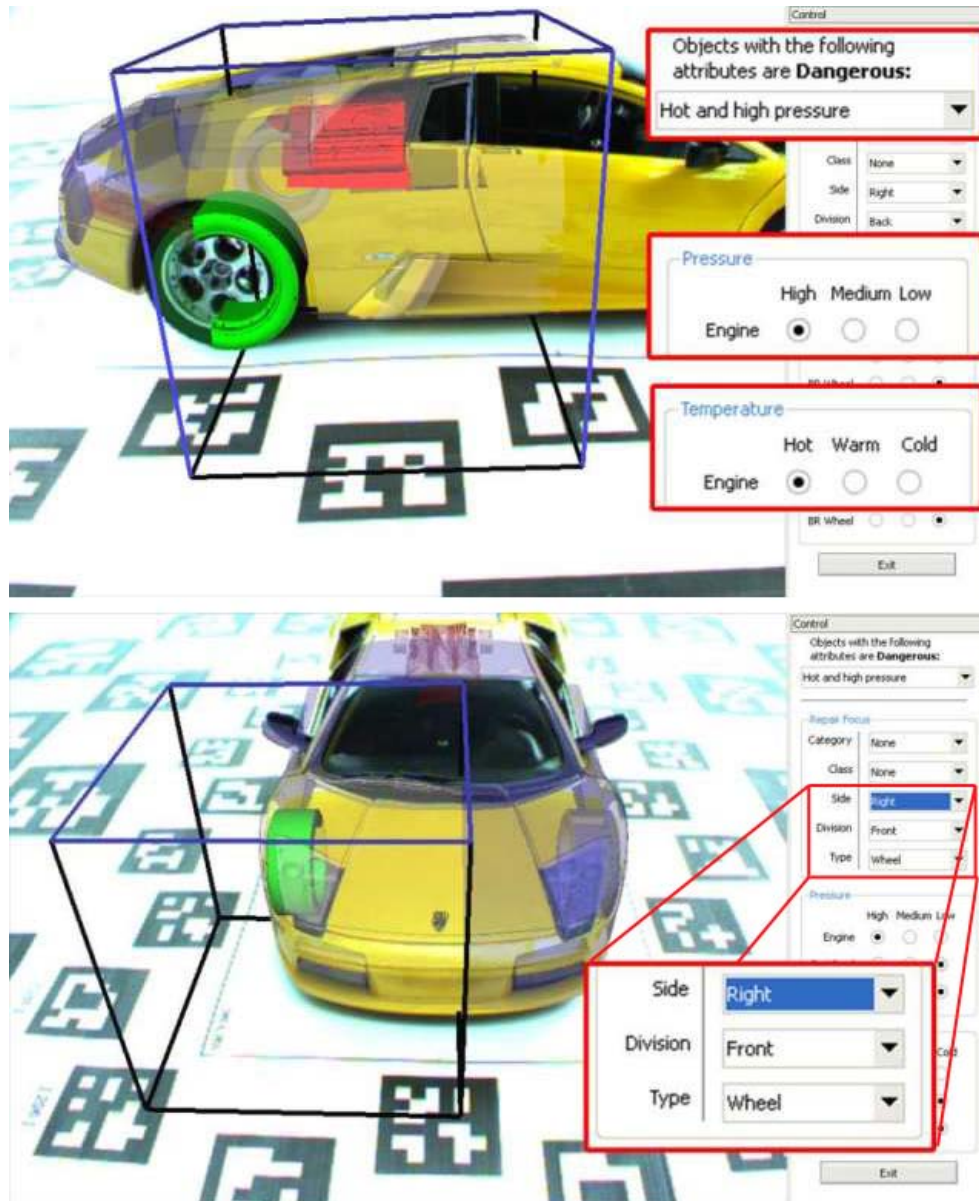 Control
Objects with the following
attributes are Dangerous:
Hot and high pressure
Class None
Side Right
Division Back
Pressure
High Medium Low
Engine
BR Wheel
Temperature
Hot Warm Cold
Engine
BR Wheel
Exit
Control
Objects with the following
attributes are Dangerous:
Hot and high pressure
Repair Focus
Category None
Class None
Side Right
Division Front
Type Wheel
Pressure
High Medium Low
Engine
Side Right
Division Front
Type Wheel
Cold
Exit